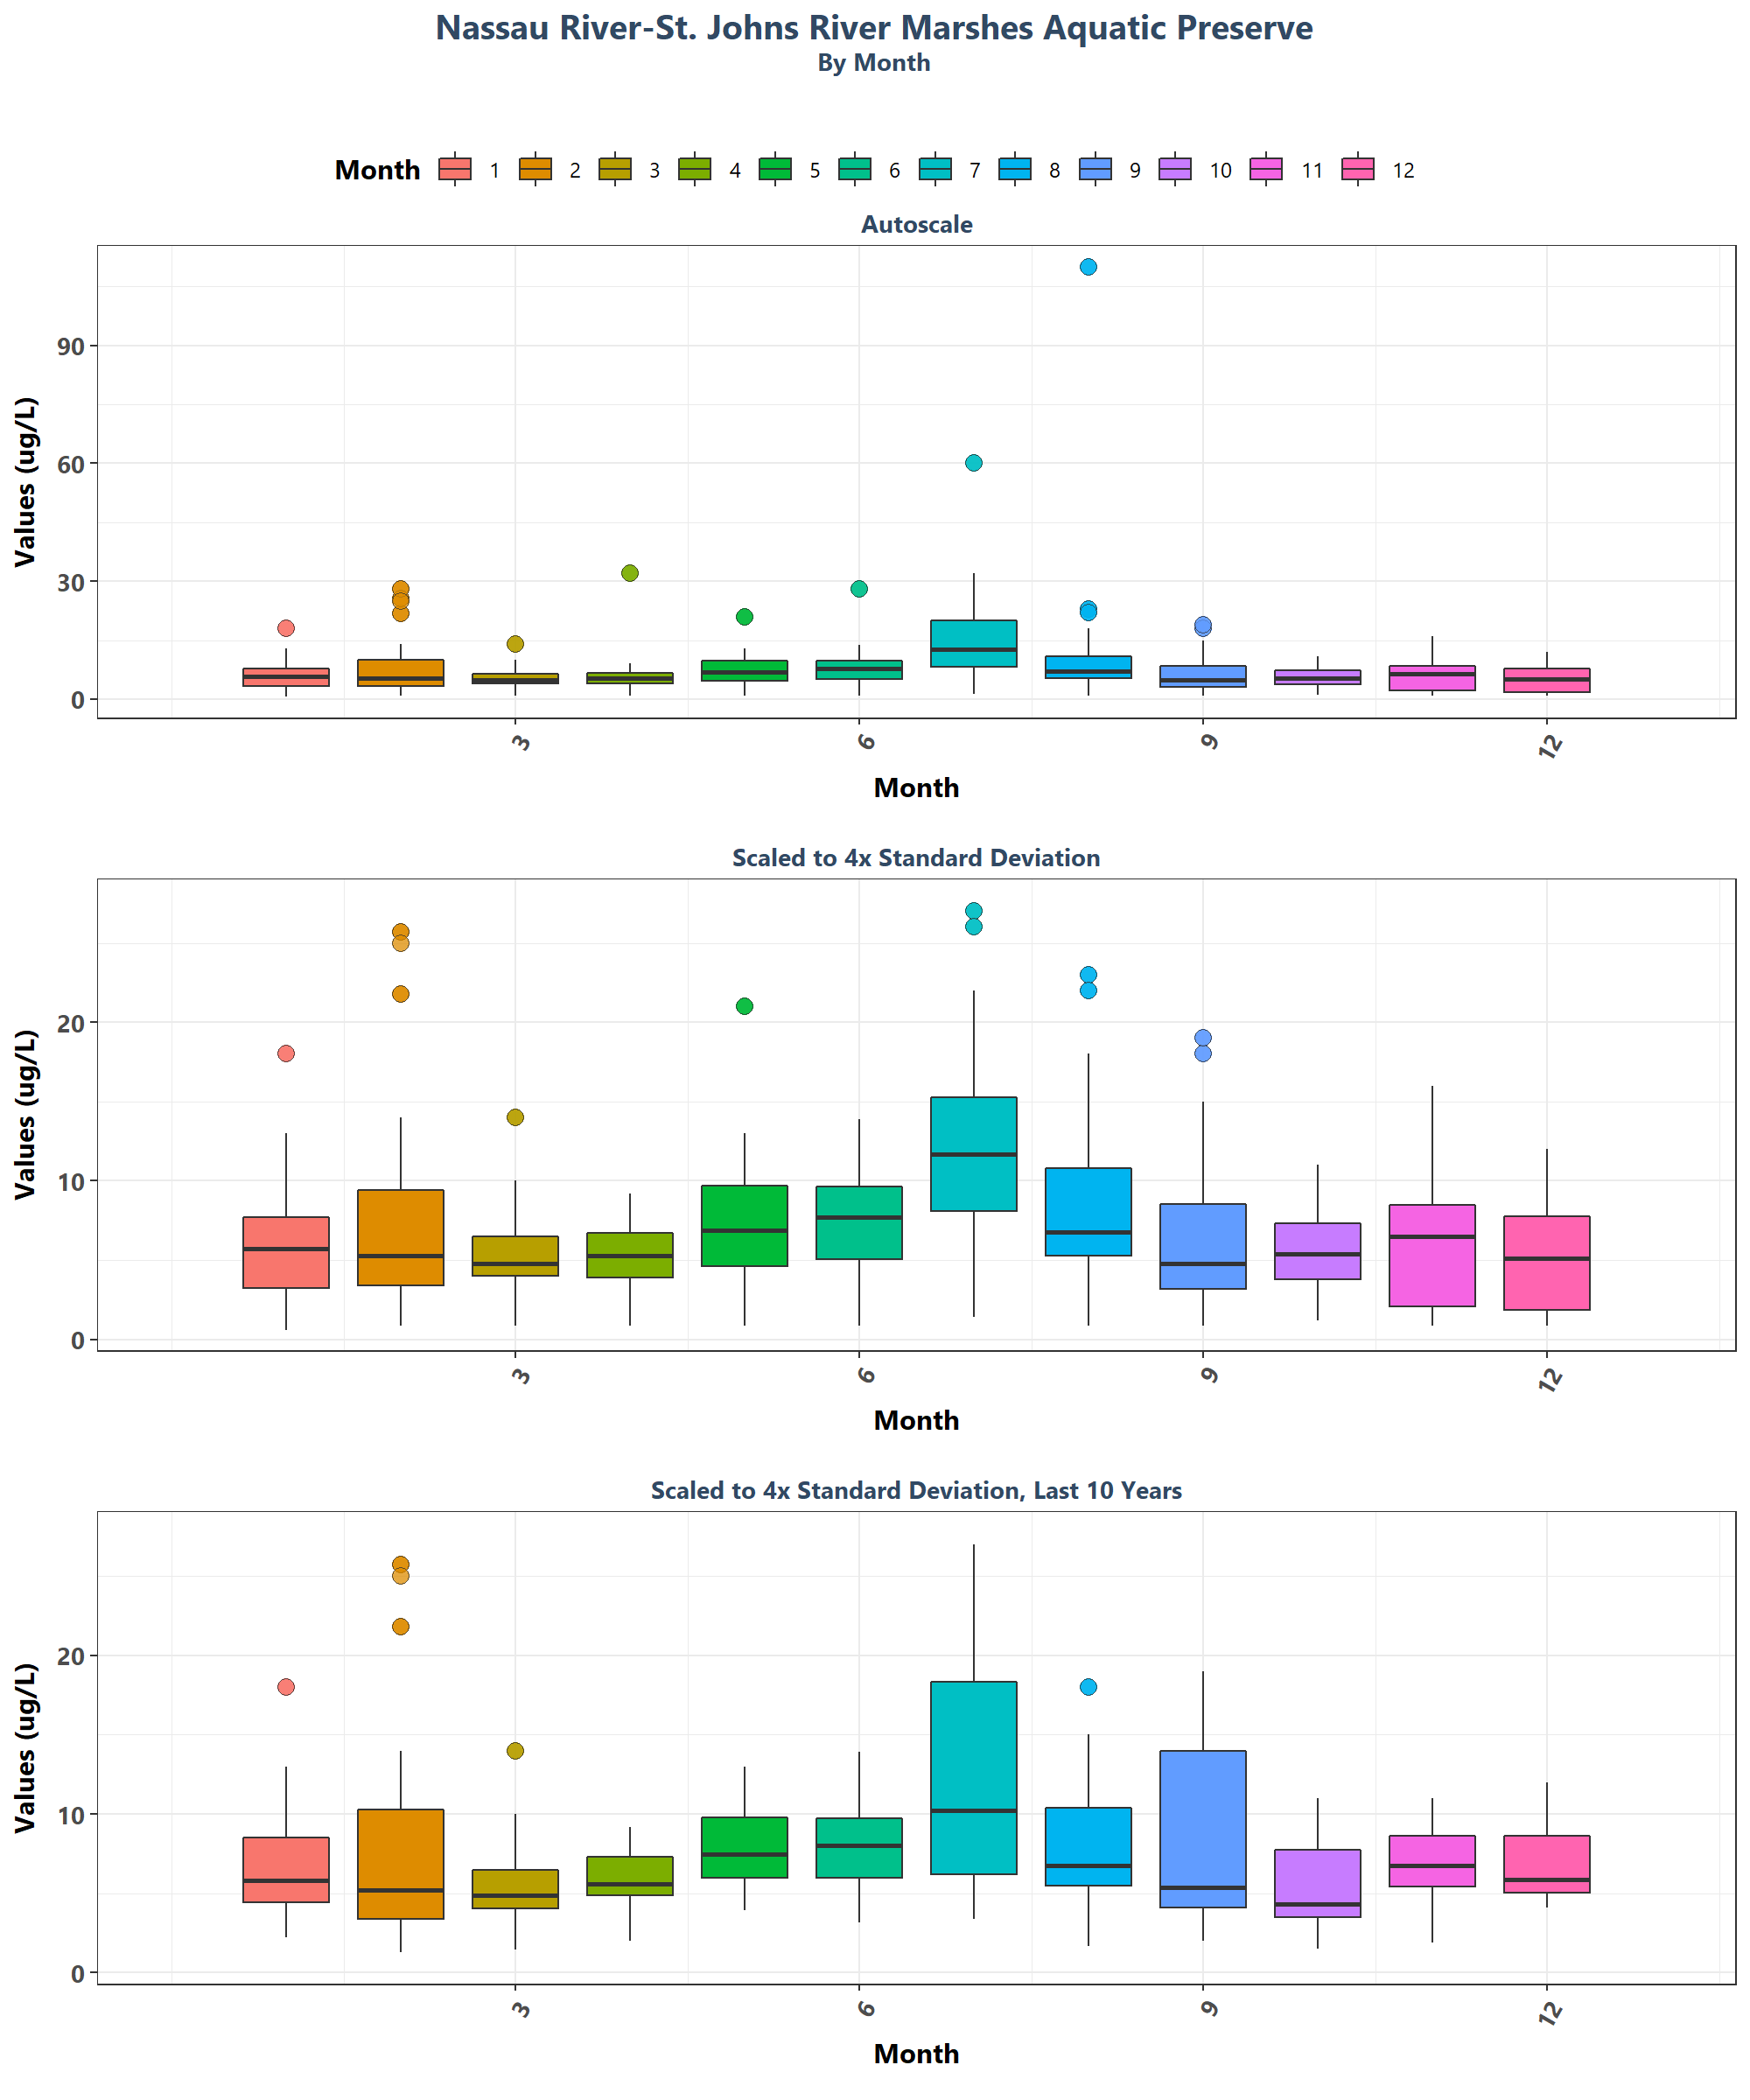 Nassau River-St. Johns River Marshes Aquatic Preserve
By Month
Month 1 2 3 4 5 6 7 8 9 10 11 12
Autoscale
Values (ug/L)
90
60
30
0
3 6 9 12
Month
Scaled to 4x Standard Deviation
Values (ug/L)
20
10
0
3 6 9 12
Month
Scaled to 4x Standard Deviation, Last 10 Years
Values (ug/L)
20
10
0
3 6 9 12
Month